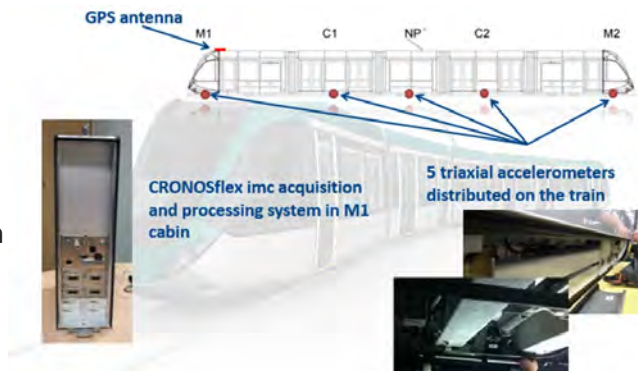 GPS antenna
M1
C1
NP
C2
M2
CRONOSflex imc acquisition
and processing system in M1
cabin
5 triaxial accelerometers
distributed on the train